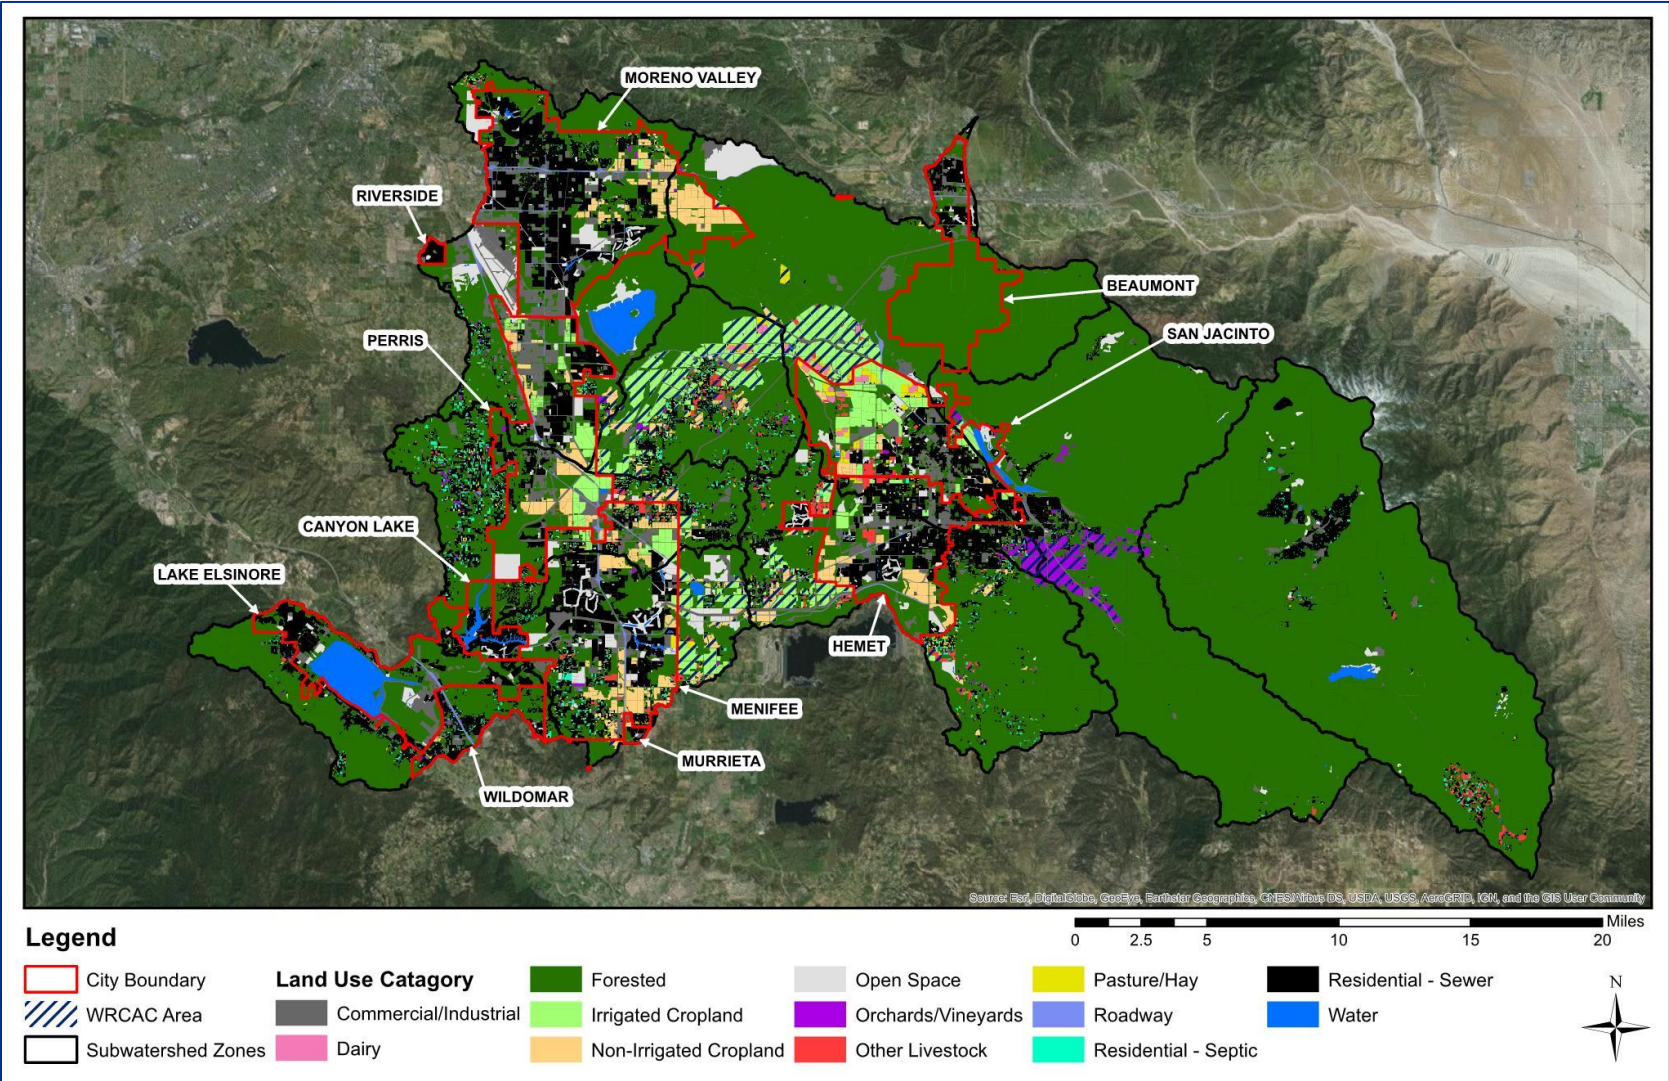 MORENO VALLEY
RIVERSIDE
BEAUMONT
SAN JACINTO
PERRIS
CANYON LAKE
LAKE ELSINORE
HEMET
MENIFEE
MURRIETA
WILDOMAR
Source: Esri, DigitalGlobe, GeoEye, Earthstar Geographics, CNES/Airbus DS, USDA, USGS, AeroGRID, IGN, and the GIS User Community
Miles
0 2.5 5 10 15 20
Legend
City Boundary
WRCAC Area
Subwatershed Zones
Land Use Catagory
Commercial/Industrial
Dairy
Forested
Irrigated Cropland
Non-Irrigated Cropland
Open Space
Orchards/Vineyards
Other Livestock
Pasture/Hay
Roadway
Residential - Septic
Residential - Sewer
Water
N